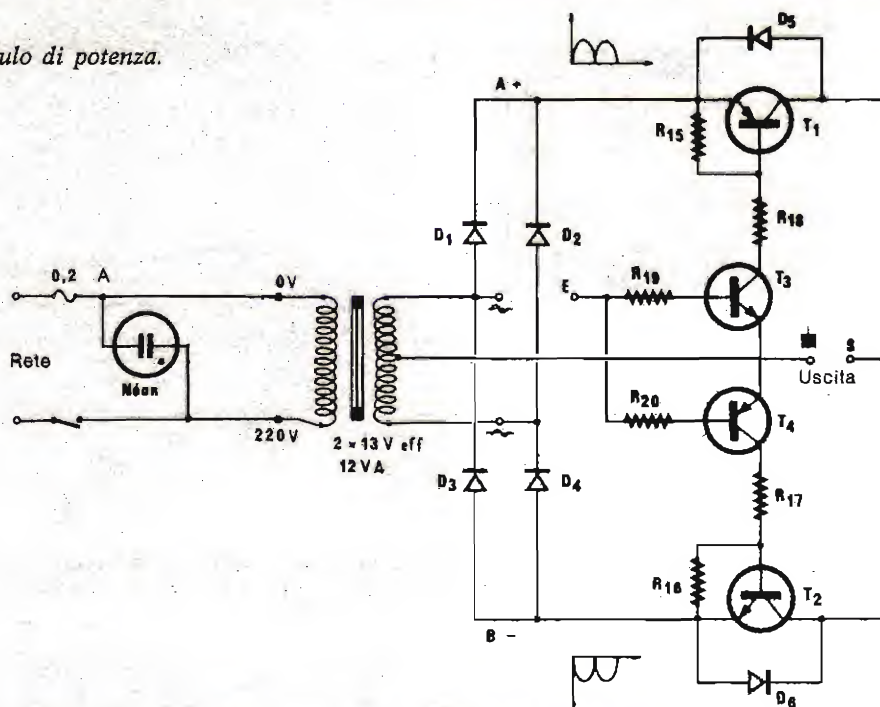 ulo di potenza.
D5
A +
R15
T1
R18
D1
D2
0,2
A
0V
E
R19
T3
Rete
Néon
S
Uscita
R20
T4
220V
2 × 13 V eff
12 VA
D3
D4
R17
R16
T2
B -
D6